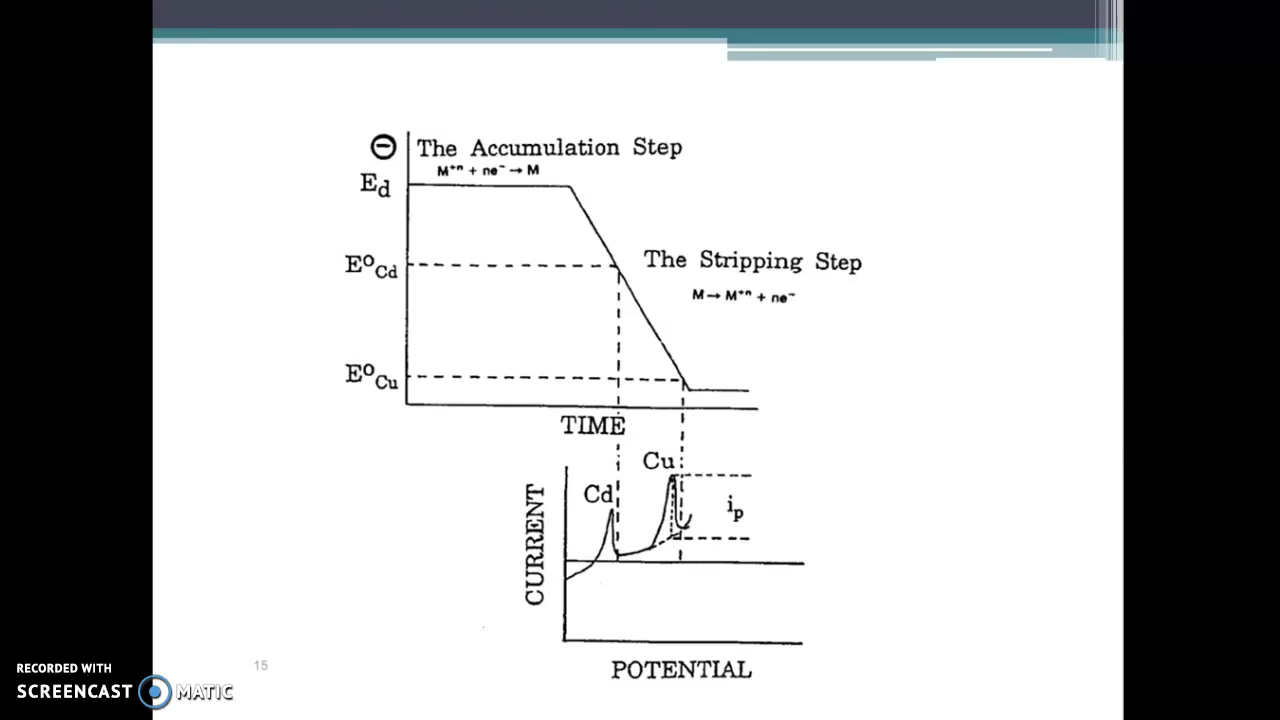 ⊖ The Accumulation Step
M⁺ⁿ + ne⁻ → M
Ed
E°Cd
The Stripping Step
M → M⁺ⁿ + ne⁻
E°Cu
TIME
Cu
Cd
ip
CURRENT
POTENTIAL
15
RECORDED WITH
SCREENCAST MATIC